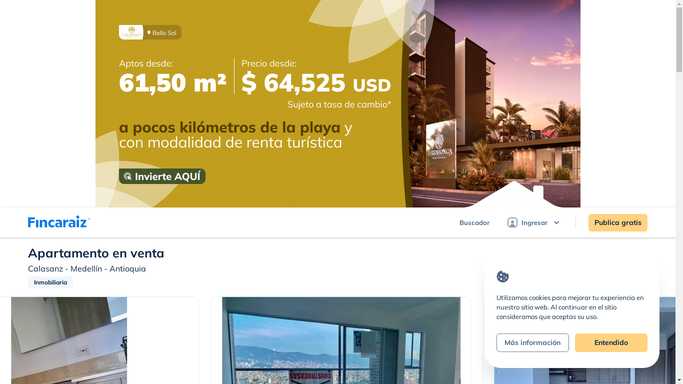 Bello Sol
Aptos desde:
61,50 m²
Precio desde:
$ 64,525 USD
Sujeto a tasa de cambio*
a pocos kilómetros de la playa y
con modalidad de renta turística
Invierte AQUÍ
Fincaraiz
Buscador
Ingresar
Publica gratis
Apartamento en venta
Calasanz - Medellín - Antioquia
Inmobiliaria
Utilizamos cookies para mejorar tu experiencia en
nuestro sitio web. Al continuar en el sitio
consideramos que aceptas su uso.
Más información
Entendido